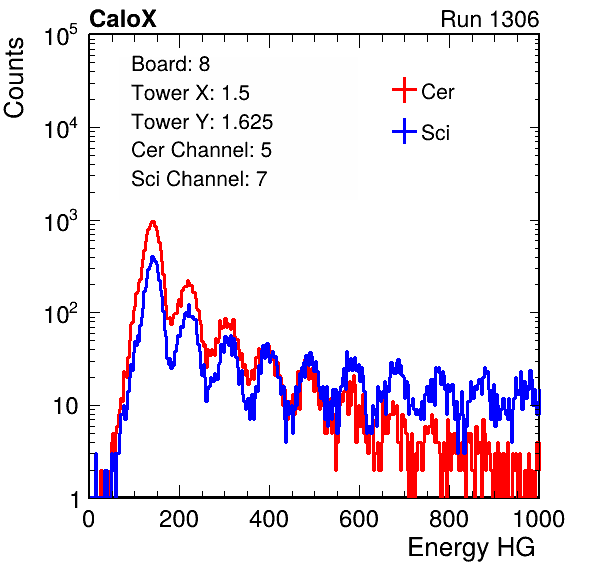 CaloX Run 1306
Counts
10^5
10^4
10^3
10^2
10
1
Board: 8
Tower X: 1.5
Tower Y: 1.625
Cer Channel: 5
Sci Channel: 7
Cer
Sci
0 200 400 600 800 1000
Energy HG